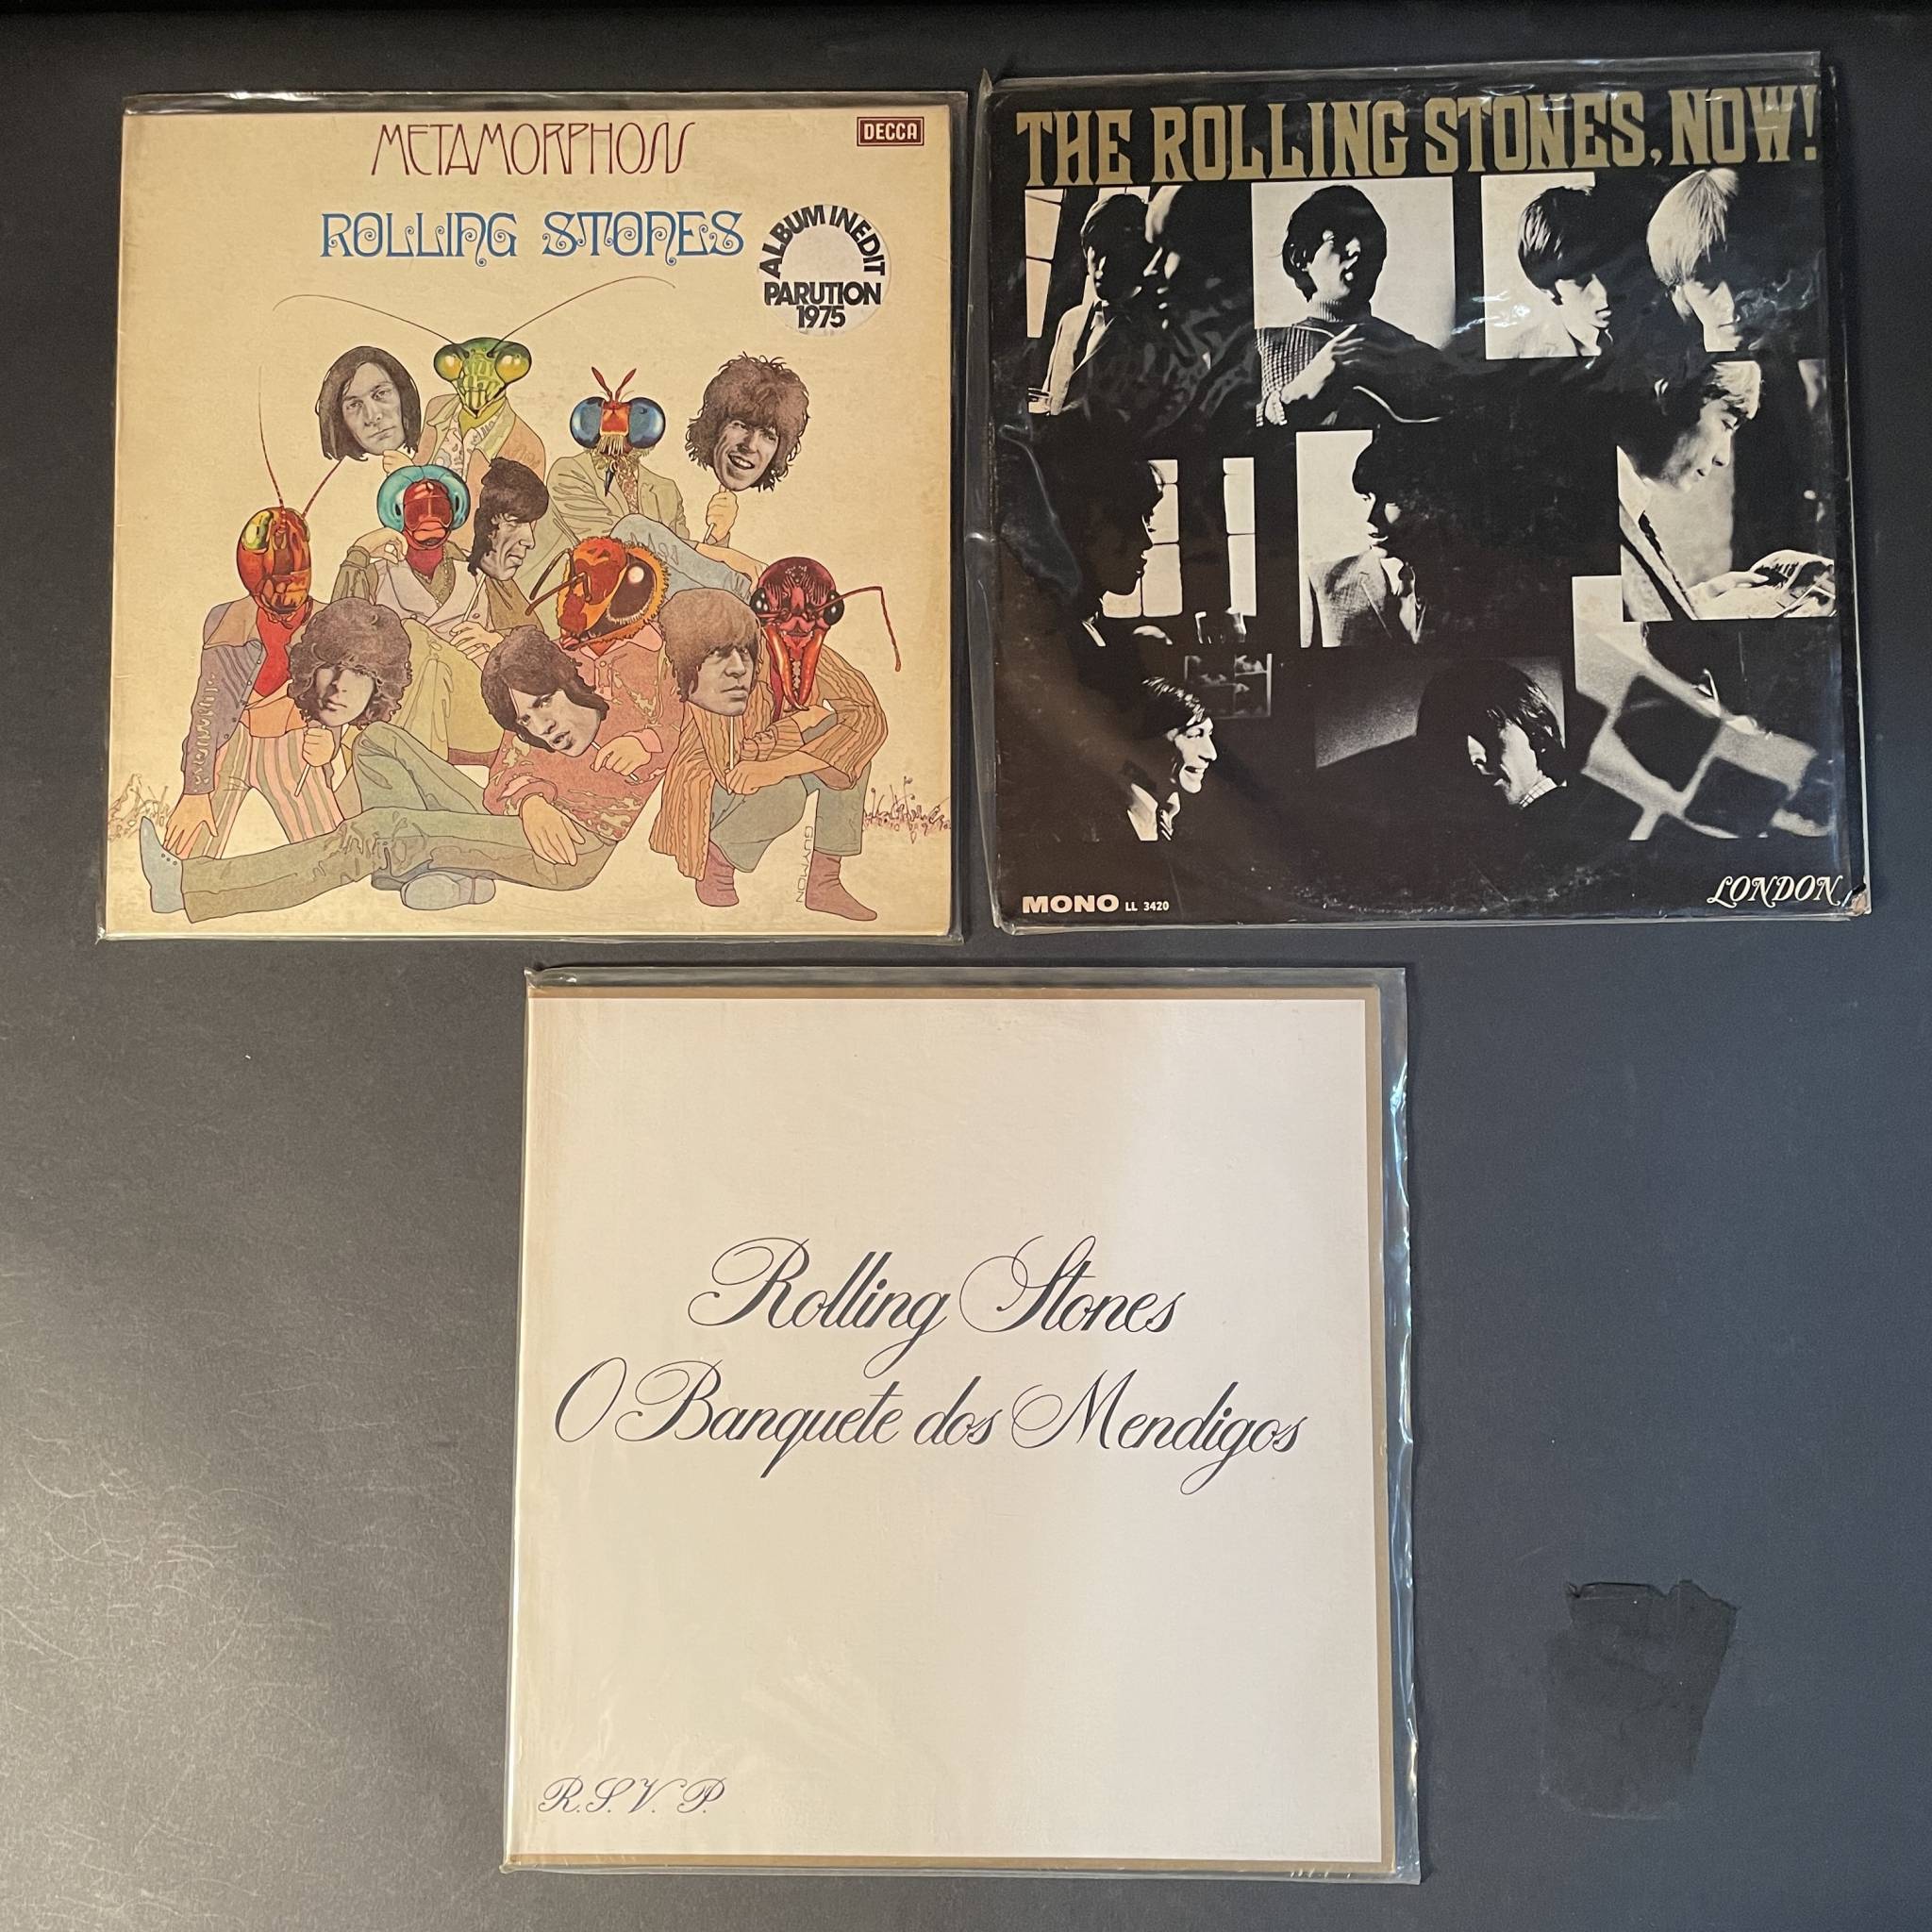 METAMORPHOSIS
DECCA
ROLLING STONES
ALBUM INEDIT
PARUTION
1975
GUYMON
THE ROLLING STONES, NOW!
MONO LL 3420
LONDON
Rolling Stones
O Banquete dos Mendigos
R.S.V.P.